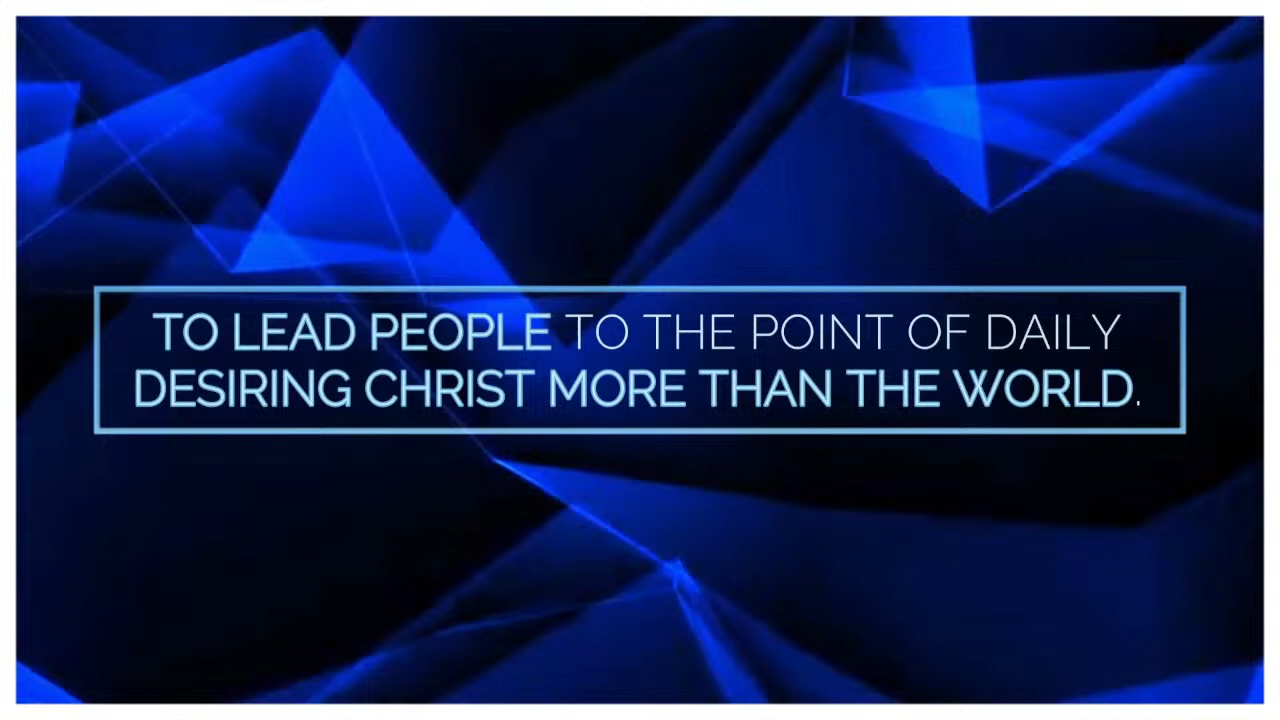 TO LEAD PEOPLE TO THE POINT OF DAILY
DESIRING CHRIST MORE THAN THE WORLD.